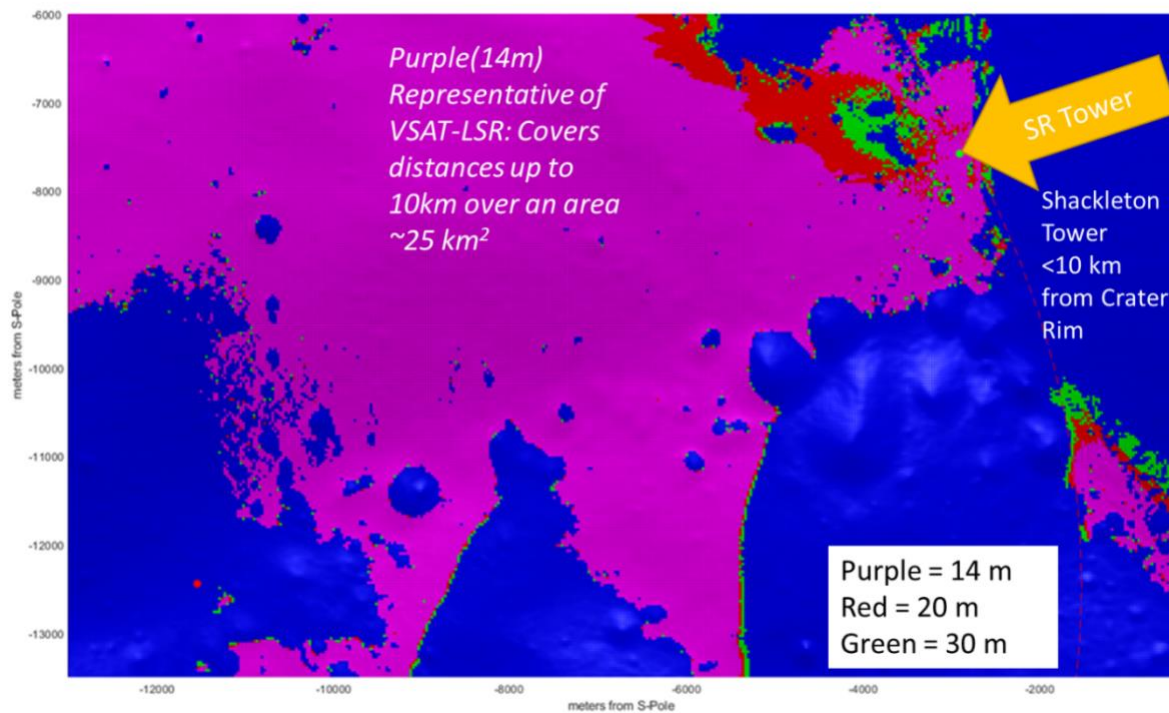 -6000
-7000
-8000
-9000
-10000
-11000
-12000
-13000
meters from S-Pole
Purple(14m)
Representative of
VSAT-LSR: Covers
distances up to
10km over an area
~25 km²
SR Tower
Shackleton
Tower
<10 km
from Crater
Rim
Purple = 14 m
Red = 20 m
Green = 30 m
-12000
-10000
-8000
-6000
-4000
-2000
meters from S-Pole